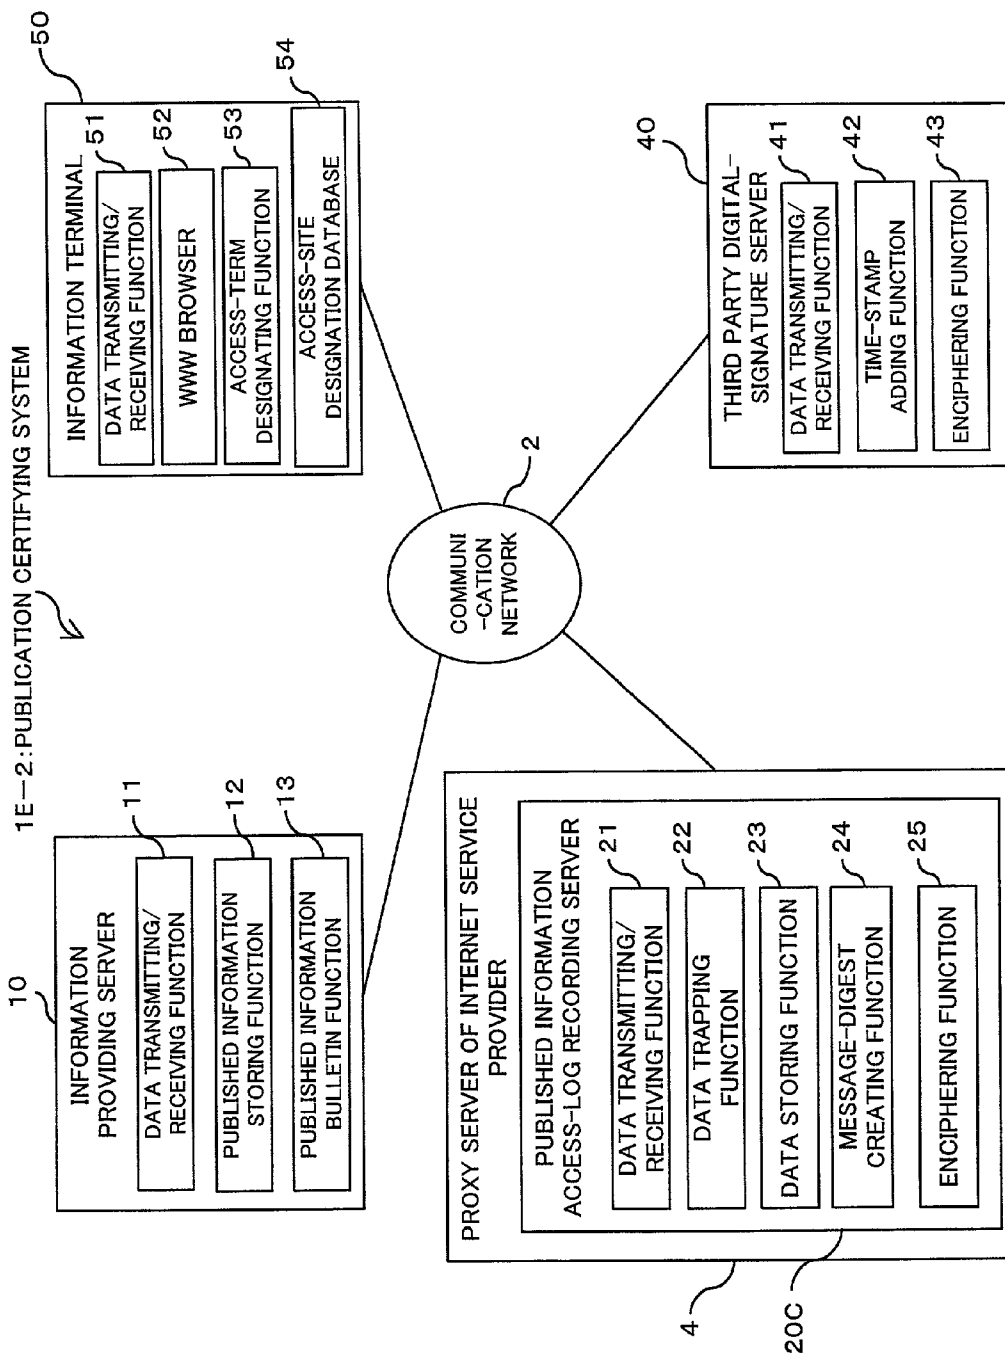 1E-2:PUBLICATION CERTIFYING SYSTEM
10
INFORMATION
PROVIDING SERVER
11
DATA TRANSMITTING/
RECEIVING FUNCTION
12
PUBLISHED INFORMATION
STORING FUNCTION
13
PUBLISHED INFORMATION
BULLETIN FUNCTION
50
INFORMATION TERMINAL
51
DATA TRANSMITTING/
RECEIVING FUNCTION
52
WWW BROWSER
53
ACCESS-TERM
DESIGNATING FUNCTION
54
ACCESS-SITE
DESIGNATION DATABASE
2
COMMUNI
-CATION
NETWORK
PROXY SERVER OF INTERNET SERVICE
PROVIDER
PUBLISHED INFORMATION
ACCESS-LOG RECORDING SERVER
21
DATA TRANSMITTING/
RECEIVING FUNCTION
22
DATA TRAPPING
FUNCTION
23
DATA STORING FUNCTION
24
MESSAGE-DIGEST
CREATING FUNCTION
25
ENCIPHERING FUNCTION
4
20C
40
THIRD PARTY DIGITAL-
SIGNATURE SERVER
41
DATA TRANSMITTING/
RECEIVING FUNCTION
42
TIME-STAMP
ADDING FUNCTION
43
ENCIPHERING FUNCTION